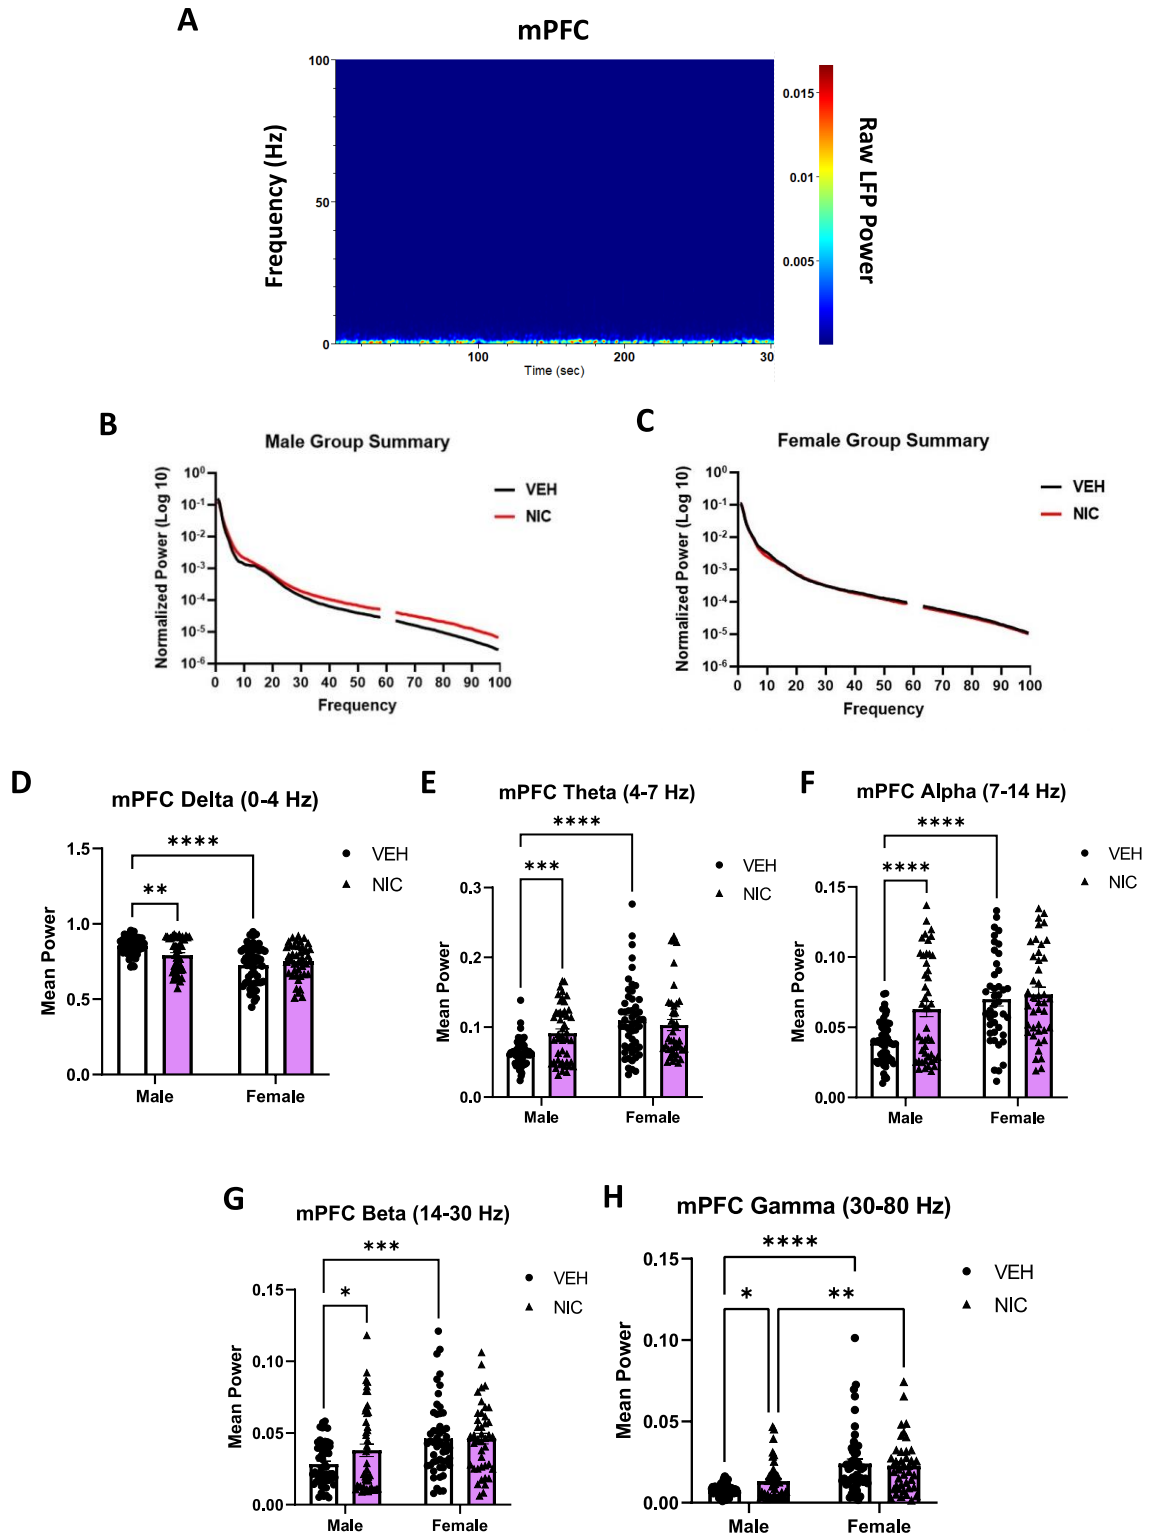 A
mPFC
Frequency (Hz)
100
50
0
100
200
30
Time (sec)
0.015
0.01
0.005
Raw LFP Power
B
Male Group Summary
Normalized Power (Log 10)
10⁰
10⁻¹
10⁻²
10⁻³
10⁻⁴
10⁻⁵
10⁻⁶
0 10 20 30 40 50 60 70 80 90 100
Frequency
VEH
NIC
C
Female Group Summary
Normalized Power (Log 10)
10⁰
10⁻¹
10⁻²
10⁻³
10⁻⁴
10⁻⁵
10⁻⁶
0 10 20 30 40 50 60 70 80 90 100
Frequency
VEH
NIC
D
mPFC Delta (0-4 Hz)
Mean Power
1.5
1.0
0.5
0.0
****
**
Male Female
VEH
NIC
E
mPFC Theta (4-7 Hz)
Mean Power
0.3
0.2
0.1
0.0
****
***
Male Female
VEH
NIC
F
mPFC Alpha (7-14 Hz)
Mean Power
0.15
0.10
0.05
0.00
****
****
Male Female
VEH
NIC
G
mPFC Beta (14-30 Hz)
Mean Power
0.15
0.10
0.05
0.00
***
*
Male Female
VEH
NIC
H
mPFC Gamma (30-80 Hz)
Mean Power
0.15
0.10
0.05
0.00
****
* **
Male Female
VEH
NIC